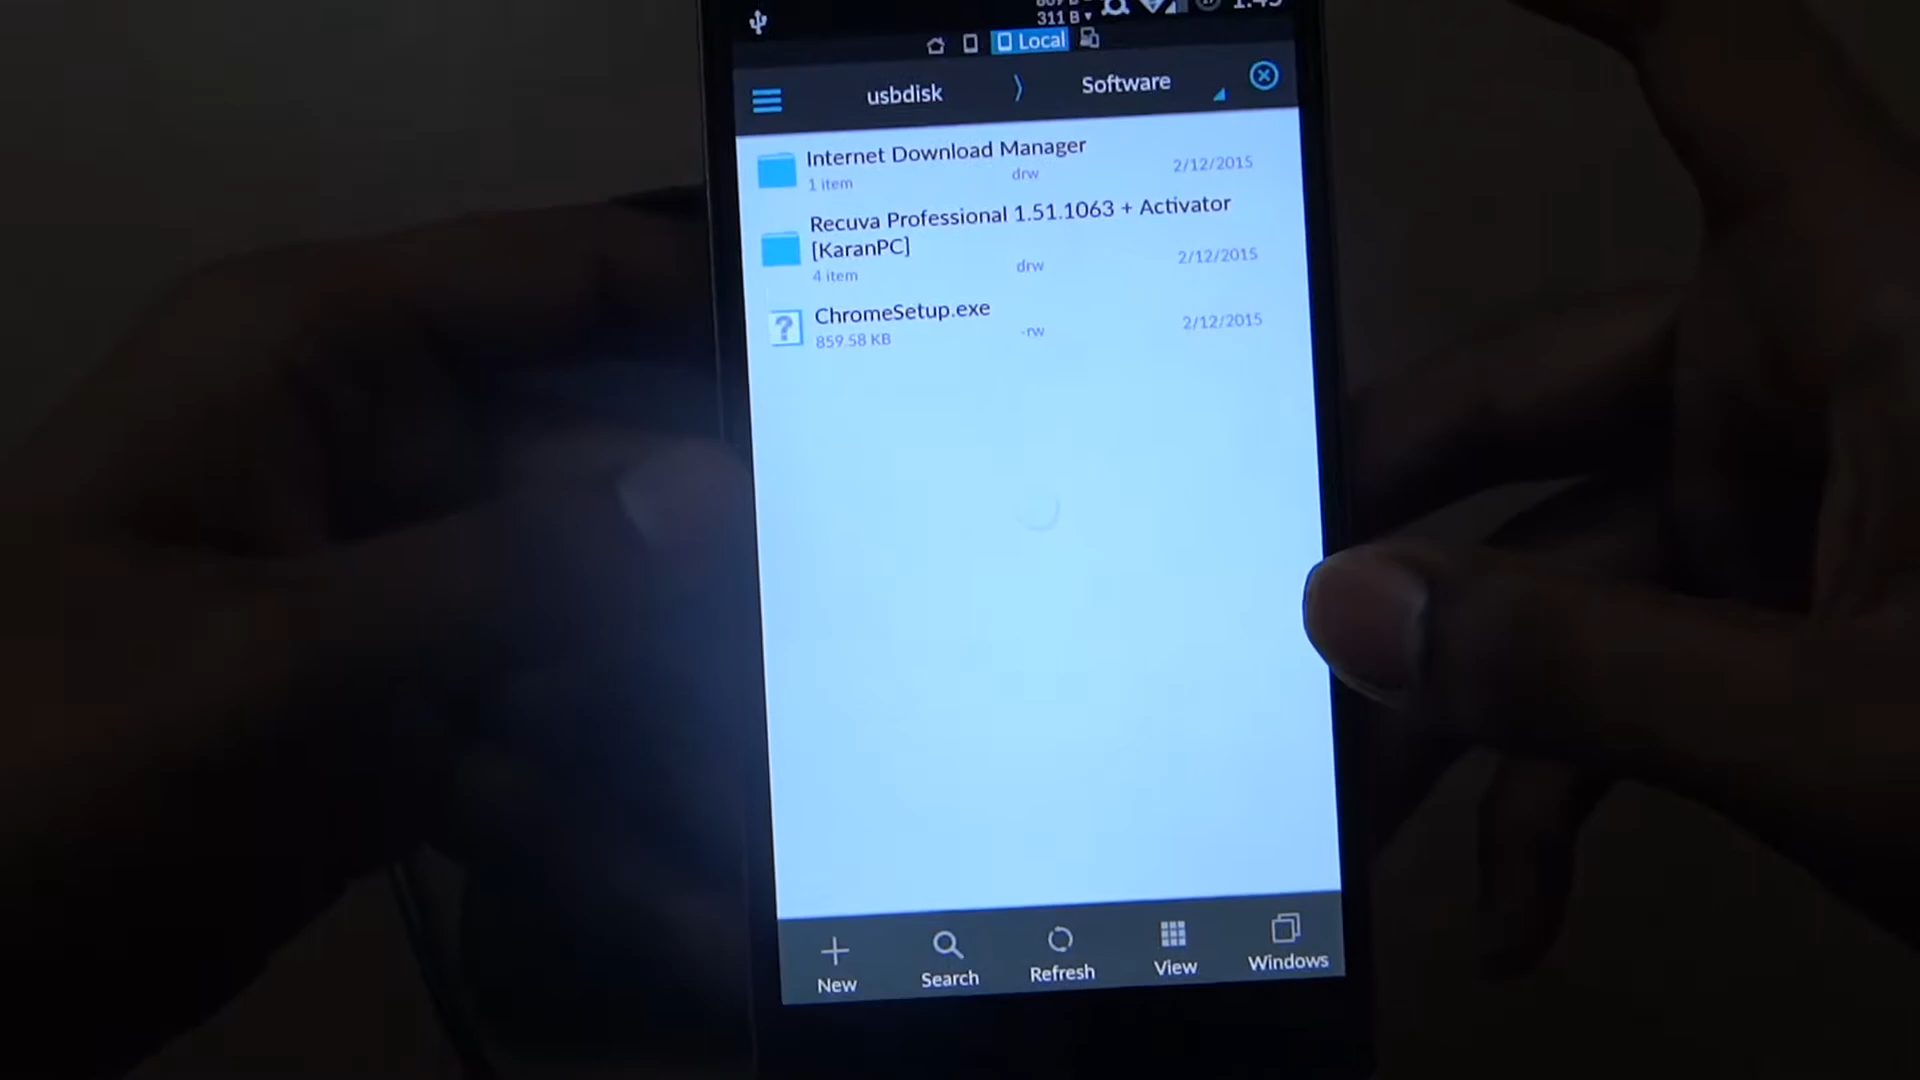 311 B
Local
usbdisk
Software
Internet Download Manager
1 item drw 2/12/2015
Recuva Professional 1.51.1063 + Activator
[KaranPC]
4 item drw 2/12/2015
ChromeSetup.exe
859.58 KB -rw 2/12/2015
New Search Refresh View Windows